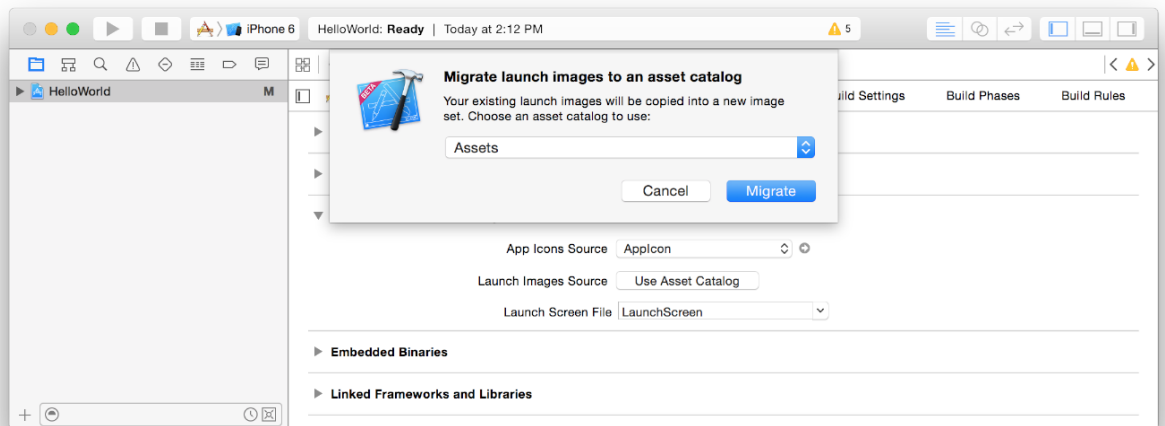 iPhone 6
HelloWorld: Ready | Today at 2:12 PM
5
HelloWorld
M
Migrate launch images to an asset catalog
Your existing launch images will be copied into a new image
set. Choose an asset catalog to use:
Assets
Cancel
Migrate
ild Settings
Build Phases
Build Rules
App Icons Source
AppIcon
Launch Images Source
Use Asset Catalog
Launch Screen File
LaunchScreen
Embedded Binaries
Linked Frameworks and Libraries
BETA